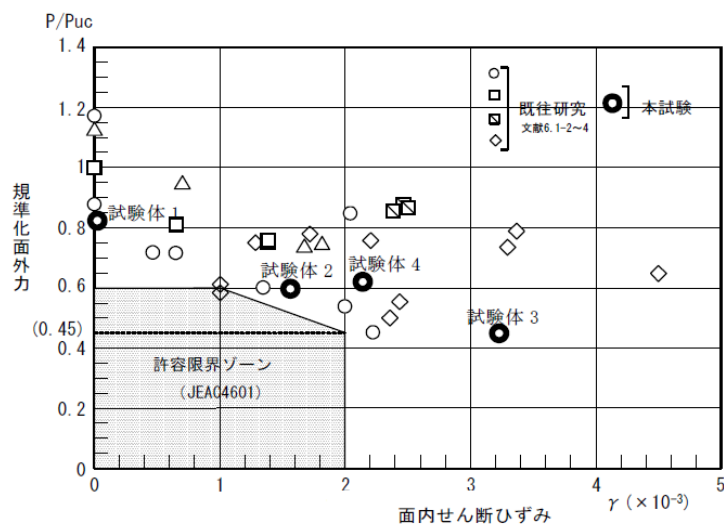 P/Puc
1.4
1.2
1
0.8
0.6
(0.45)
0.4
0.2
0
規準化面外力
既往研究
文献6.1-2~4
本試験
試験体1
試験体2
試験体4
試験体3
許容限界ゾーン
(JEAC4601)
0 1 2 3 4 5
面内せん断ひずみ
γ (×10⁻³)